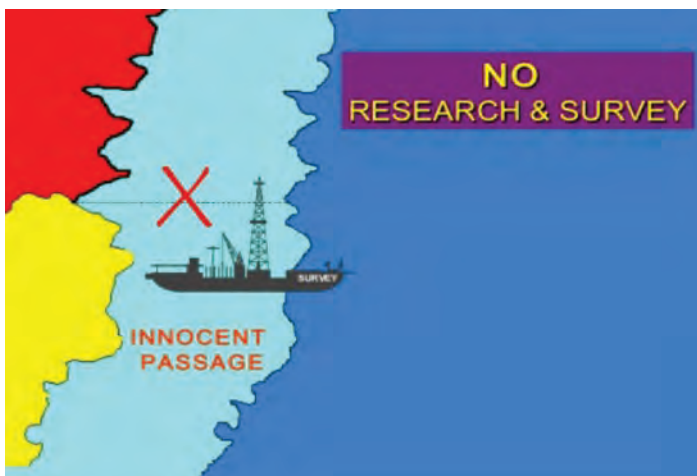 NO
RESEARCH & SURVEY
SURVEY
INNOCENT
PASSAGE